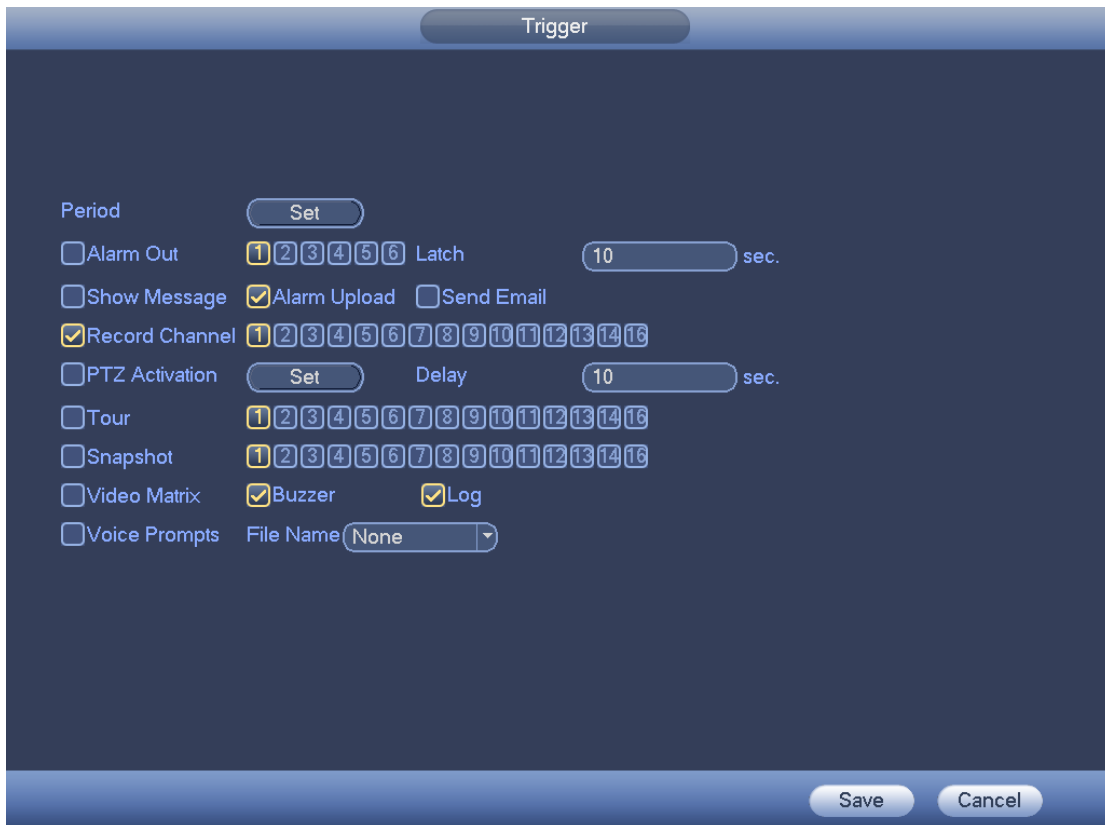 Trigger
Period Set
Alarm Out 1 2 3 4 5 6 Latch 10 sec.
Show Message Alarm Upload Send Email
Record Channel 1 2 3 4 5 6 7 8 9 10 11 12 13 14 16
PTZ Activation Set Delay 10 sec.
Tour 1 2 3 4 5 6 7 8 9 10 11 12 13 14 16
Snapshot 1 2 3 4 5 6 7 8 9 10 11 12 13 14 16
Video Matrix Buzzer Log
Voice Prompts File Name None
Save Cancel